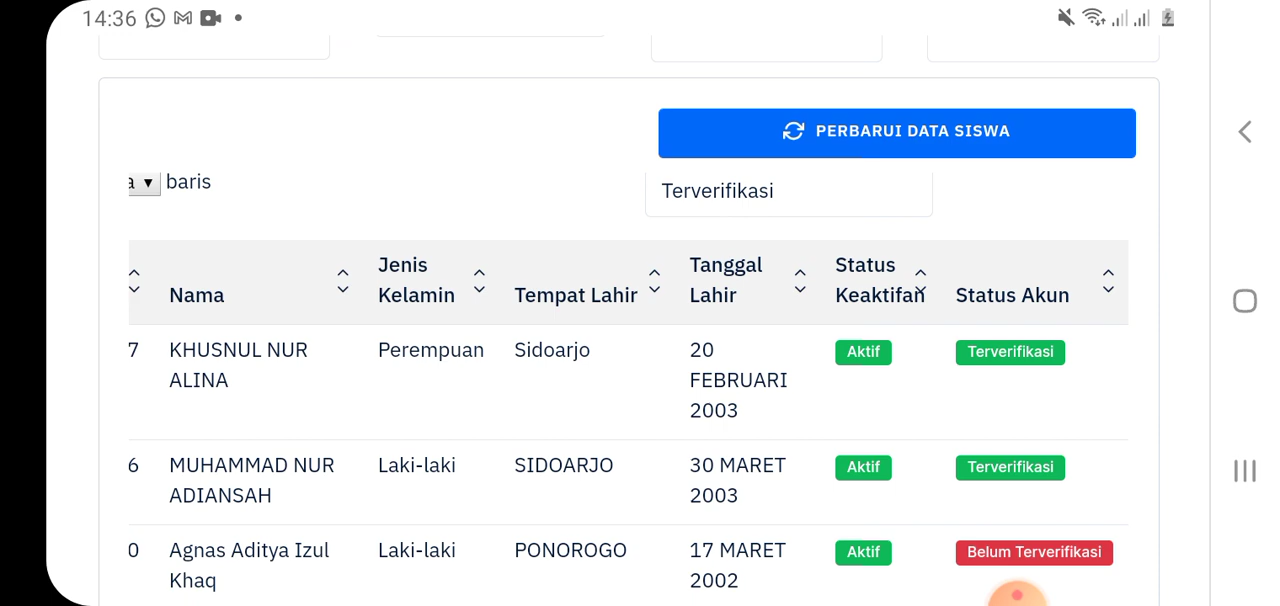 14:36
PERBARUI DATA SISWA
a baris
Terverifikasi
Nama
Jenis
Kelamin
Tempat Lahir
Tanggal
Lahir
Status
Keaktifan
Status Akun
7 KHUSNUL NUR Perempuan Sidoarjo 20 Aktif Terverifikasi
ALINA FEBRUARI
2003
6 MUHAMMAD NUR Laki-laki SIDOARJO 30 MARET Aktif Terverifikasi
ADIANSAH 2003
0 Agnas Aditya Izul Laki-laki PONOROGO 17 MARET Aktif Belum Terverifikasi
Khaq 2002